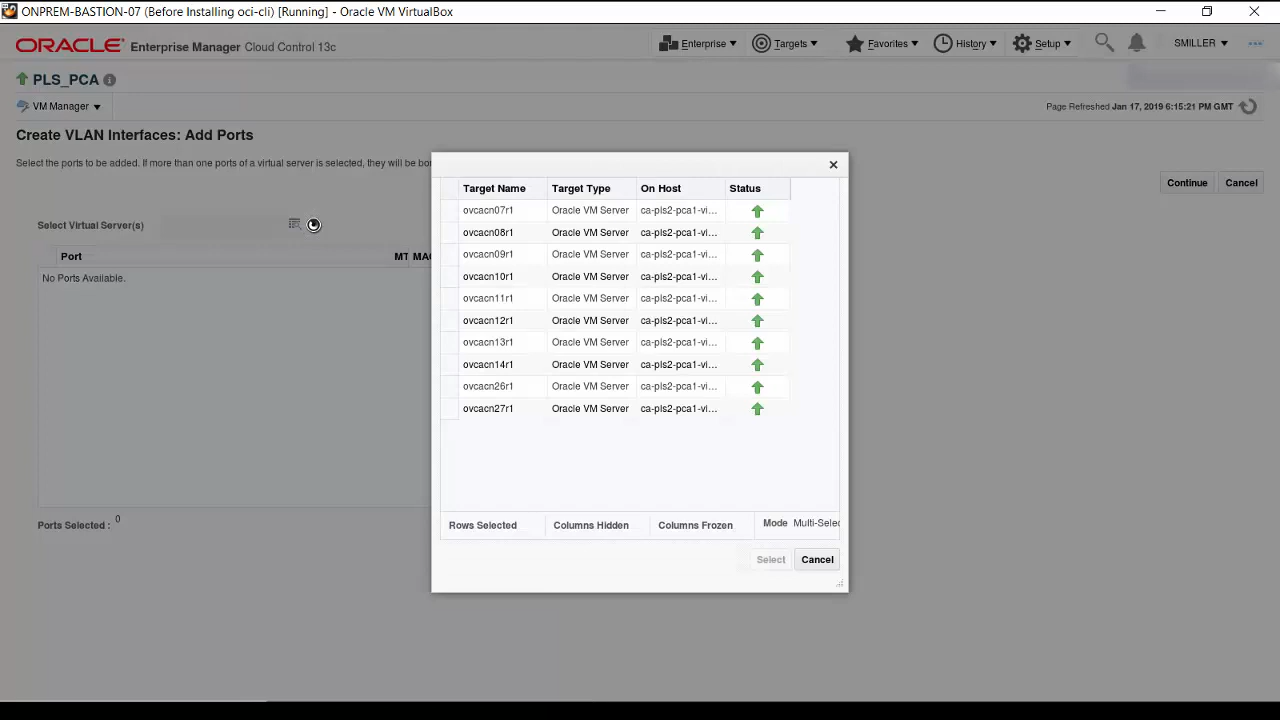 ONPREM-BASTION-07 (Before Installing oci-cli) [Running] - Oracle VM VirtualBox
ORACLE Enterprise Manager Cloud Control 13c
Enterprise Targets Favorites History Setup SMILLER
PLS_PCA
VM Manager
Page Refreshed Jan 17, 2019 6:15:21 PM GMT
Create VLAN Interfaces: Add Ports
Select the ports to be added. If more than one ports of a virtual server is selected, they will be bo
Continue Cancel
Select Virtual Server(s)
Port MT MAC
No Ports Available.
Ports Selected : 0
Target Name Target Type On Host Status
ovcacn07r1 Oracle VM Server ca-pls2-pca1-vi...
ovcacn08r1 Oracle VM Server ca-pls2-pca1-vi...
ovcacn09r1 Oracle VM Server ca-pls2-pca1-vi...
ovcacn10r1 Oracle VM Server ca-pls2-pca1-vi...
ovcacn11r1 Oracle VM Server ca-pls2-pca1-vi...
ovcacn12r1 Oracle VM Server ca-pls2-pca1-vi...
ovcacn13r1 Oracle VM Server ca-pls2-pca1-vi...
ovcacn14r1 Oracle VM Server ca-pls2-pca1-vi...
ovcacn26r1 Oracle VM Server ca-pls2-pca1-vi...
ovcacn27r1 Oracle VM Server ca-pls2-pca1-vi...
Rows Selected Columns Hidden Columns Frozen Mode Multi-Selec
Select Cancel